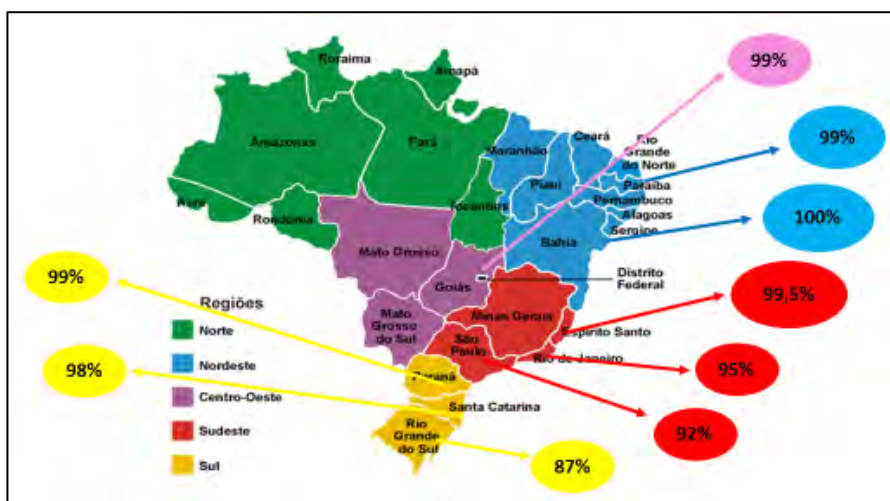 Roraima
Amapá
99%
Amazonas
Pará
Maranhão
Ceará
Rio
Grande
do Norte
99%
Piauí
Paraíba
Pernambuco
Acre
Rondônia
Tocantins
Alagoas
Sergipe
100%
Mato Grosso
Bahia
99%
Goiás
Distrito
Federal
Regiões
Norte
Nordeste
Centro-Oeste
Sudeste
Sul
Mato
Grosso
do Sul
Minas Gerais
Espírito Santo
99,5%
São
Paulo
Rio de Janeiro
95%
98%
Paraná
Santa Catarina
92%
Rio
Grande
do Sul
87%